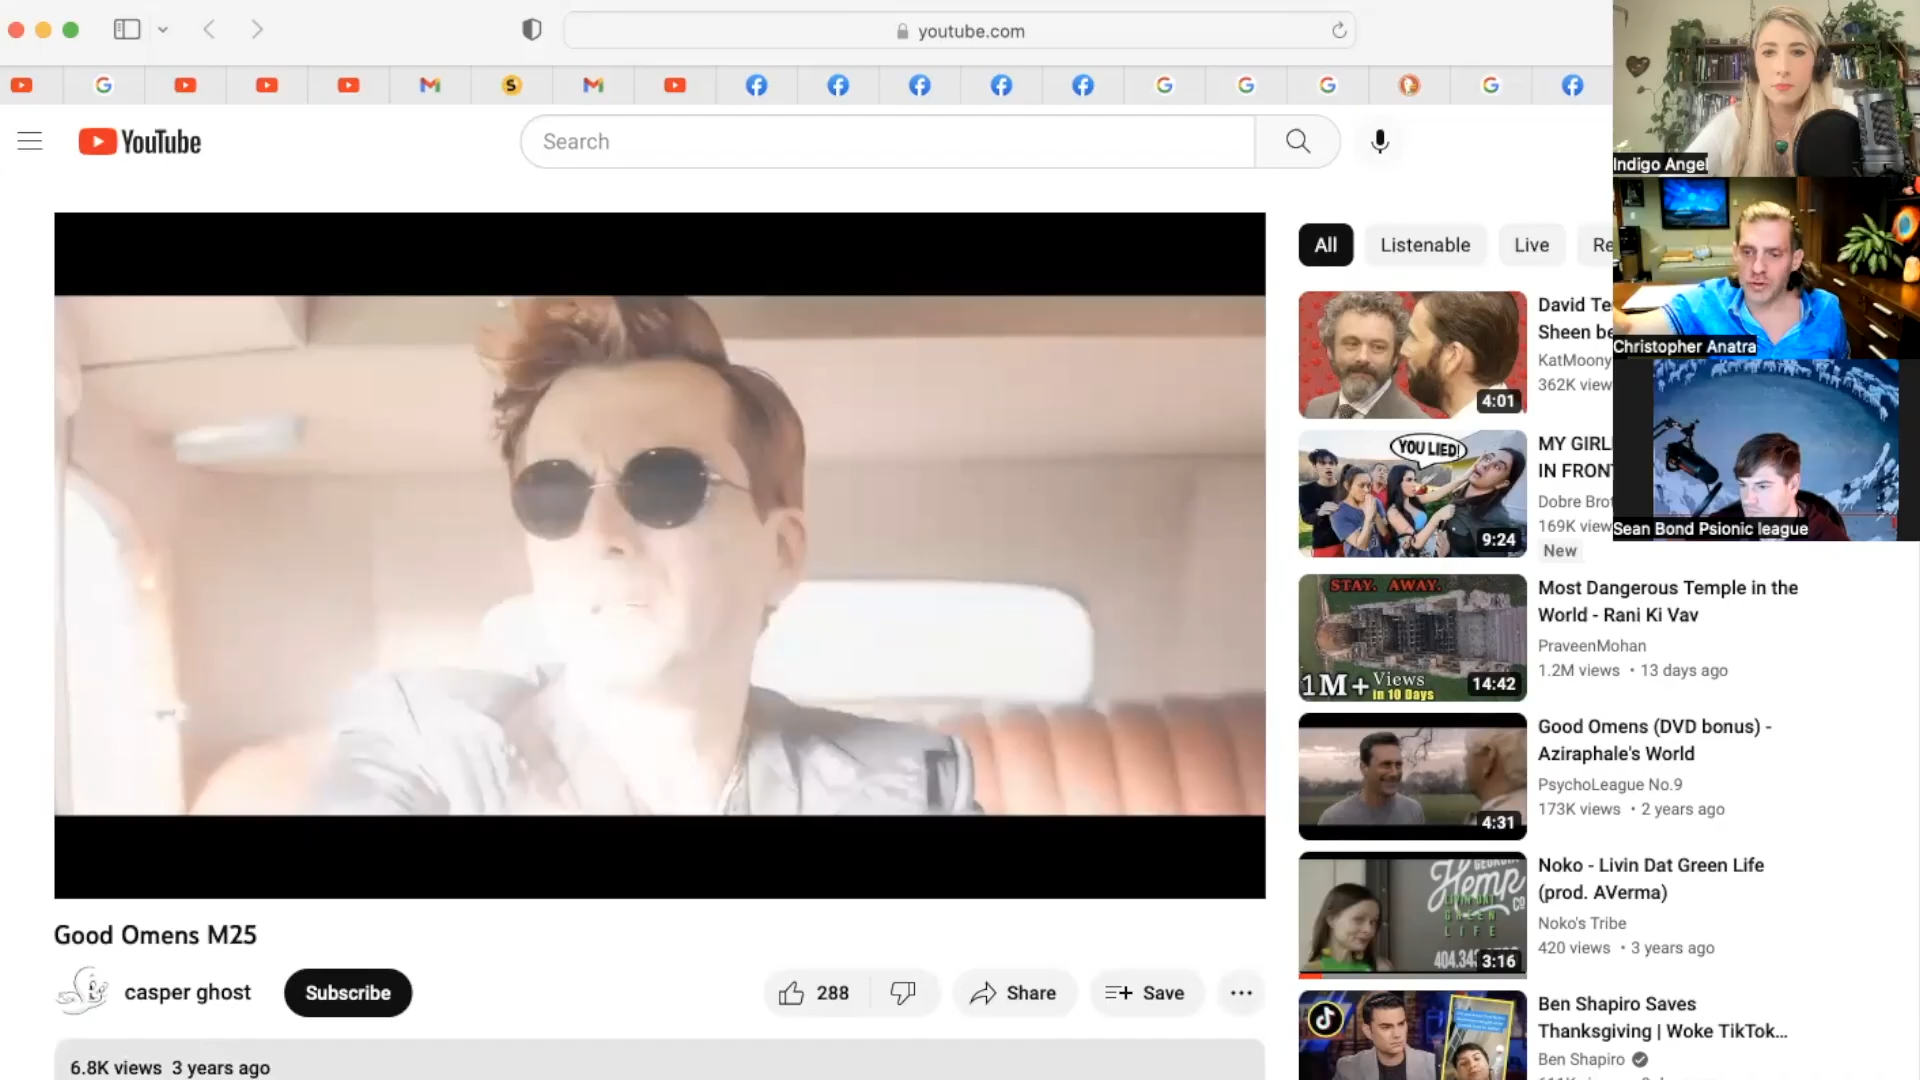 youtube.com
YouTube
Search
Indigo Angel
Christopher Anatra
Sean Bond Psionic league
All
Listenable
Live
Re
David Te
Sheen be
KatMoony
362K view
4:01
YOU LIED!
MY GIRL
IN FRONT
Dobre Bro
169K view
New
9:24
STAY. AWAY.
1M+ Views
in 10 Days
14:42
Most Dangerous Temple in the
World - Rani Ki Vav
PraveenMohan
1.2M views • 13 days ago
Good Omens (DVD bonus) -
Aziraphale's World
PsychoLeague No.9
173K views • 2 years ago
4:31
Hemp
CO
LIVIN DAT
GREEN
LIFE
3:16
Noko - Livin Dat Green Life
(prod. AVerma)
Noko's Tribe
420 views • 3 years ago
Ben Shapiro Saves
Thanksgiving | Woke TikTok...
Ben Shapiro
Good Omens M25
casper ghost
Subscribe
288
Share
Save
6.8K views 3 years ago